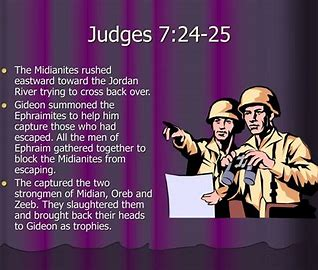 Judges 7:24-25
The Midianites rushed
eastward toward the Jordan
River trying to cross back over.
Gideon summoned the
Ephraimites to help him
capture those who had
escaped. All the men of
Ephraim gathered together to
block the Midianites from
escaping.
The captured the two
strongmen of Midian, Oreb and
Zeeb. They slaughtered them
and brought back their heads
to Gideon as trophies.